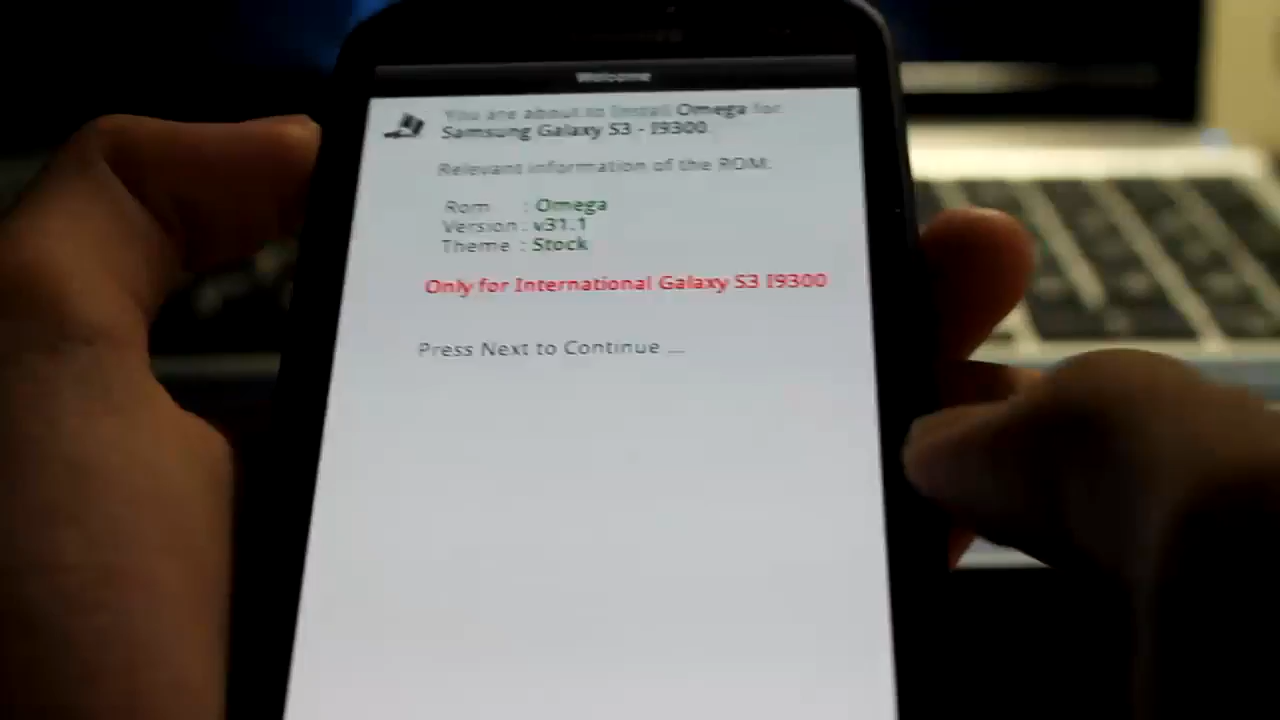 Welcome
You are about to Install Omega for
Samsung Galaxy S3 - I9300.
Relevant information of the ROM:
Rom : Omega
Version : v31.1
Theme : Stock
Only for International Galaxy S3 I9300
Press Next to Continue ...